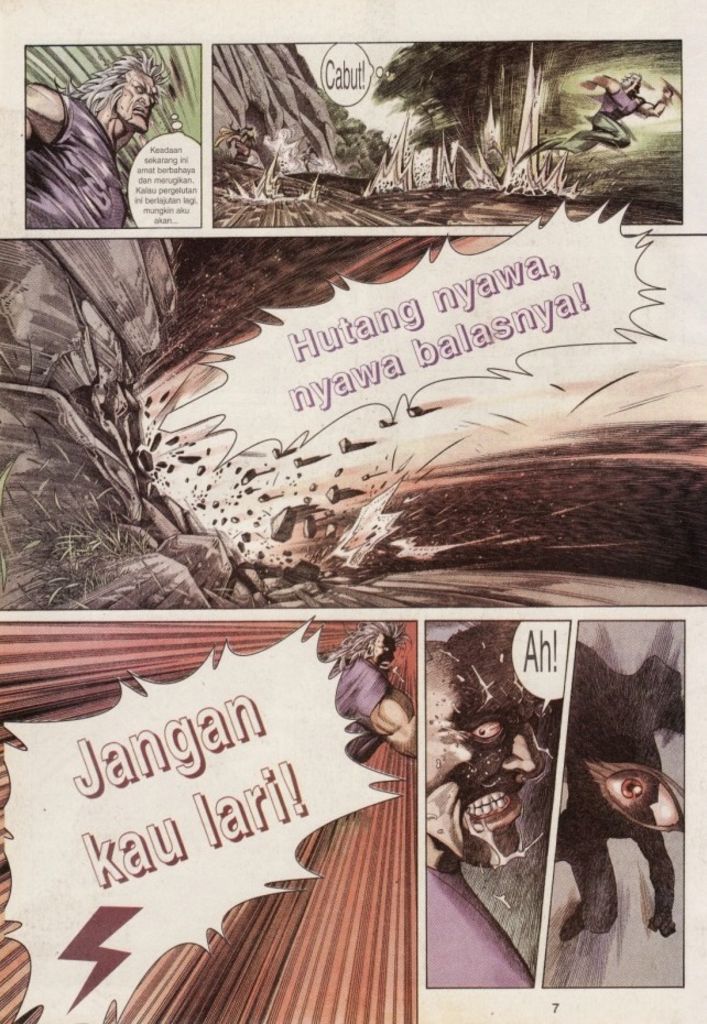 Keadaan
sekarang ini
amat berbahaya
dan merugikan.
Kalau pergelutan
ini berlajutan lagi,
mungkin aku
akan...
Cabut!
Hutang nyawa,
nyawa balasnya!
Jangan
kau lari!
Ah!
7